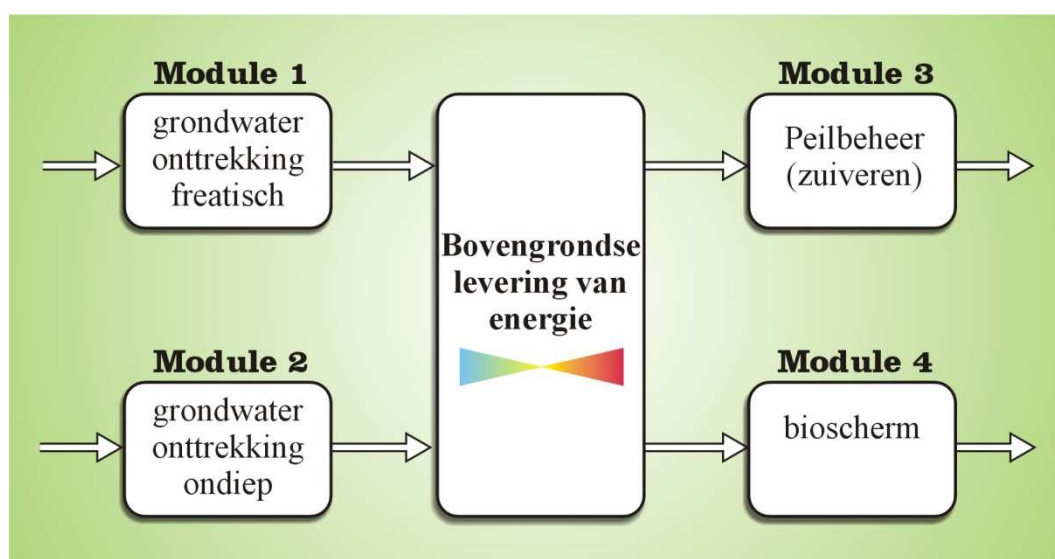 Module 1
grondwater
onttrekking
freatisch
Module 2
grondwater
onttrekking
ondiep
Bovengrondse
levering van
energie
Module 3
Peilbeheer
(zuiveren)
Module 4
bioscherm